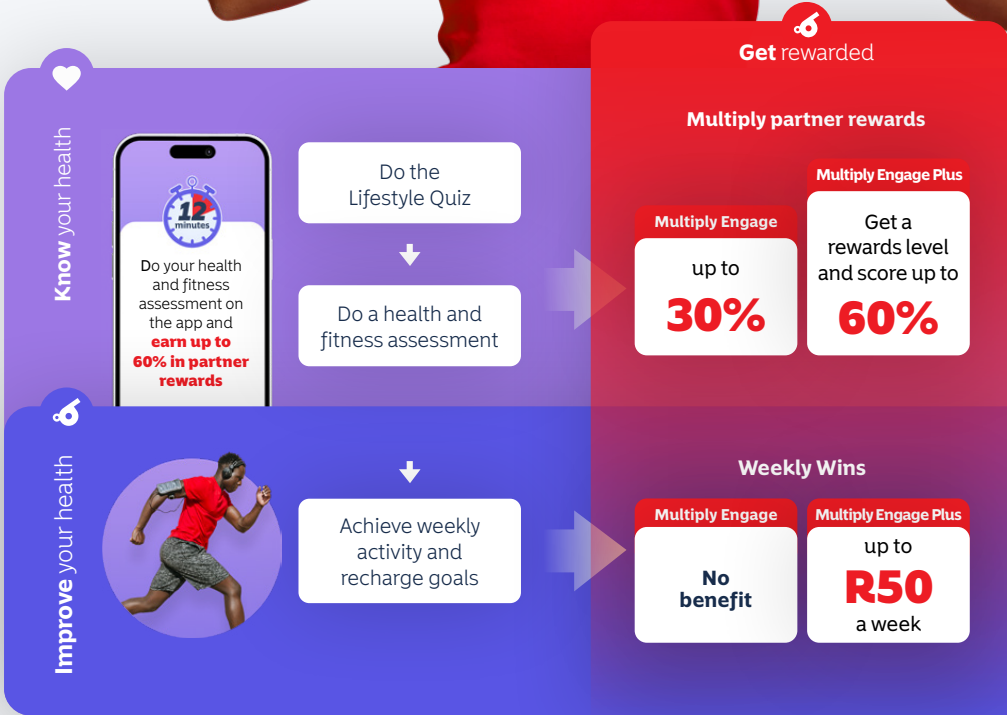 Get rewarded
Know your health
12
minutes
Do your health
and fitness
assessment on
the app and
earn up to
60% in partner
rewards
Do the
Lifestyle Quiz
Do a health and
fitness assessment
Multiply partner rewards
Multiply Engage
up to
30%
Multiply Engage Plus
Get a
rewards level
and score up to
60%
Improve your health
Achieve weekly
activity and
recharge goals
Weekly Wins
Multiply Engage
No
benefit
Multiply Engage Plus
up to
R50
a week